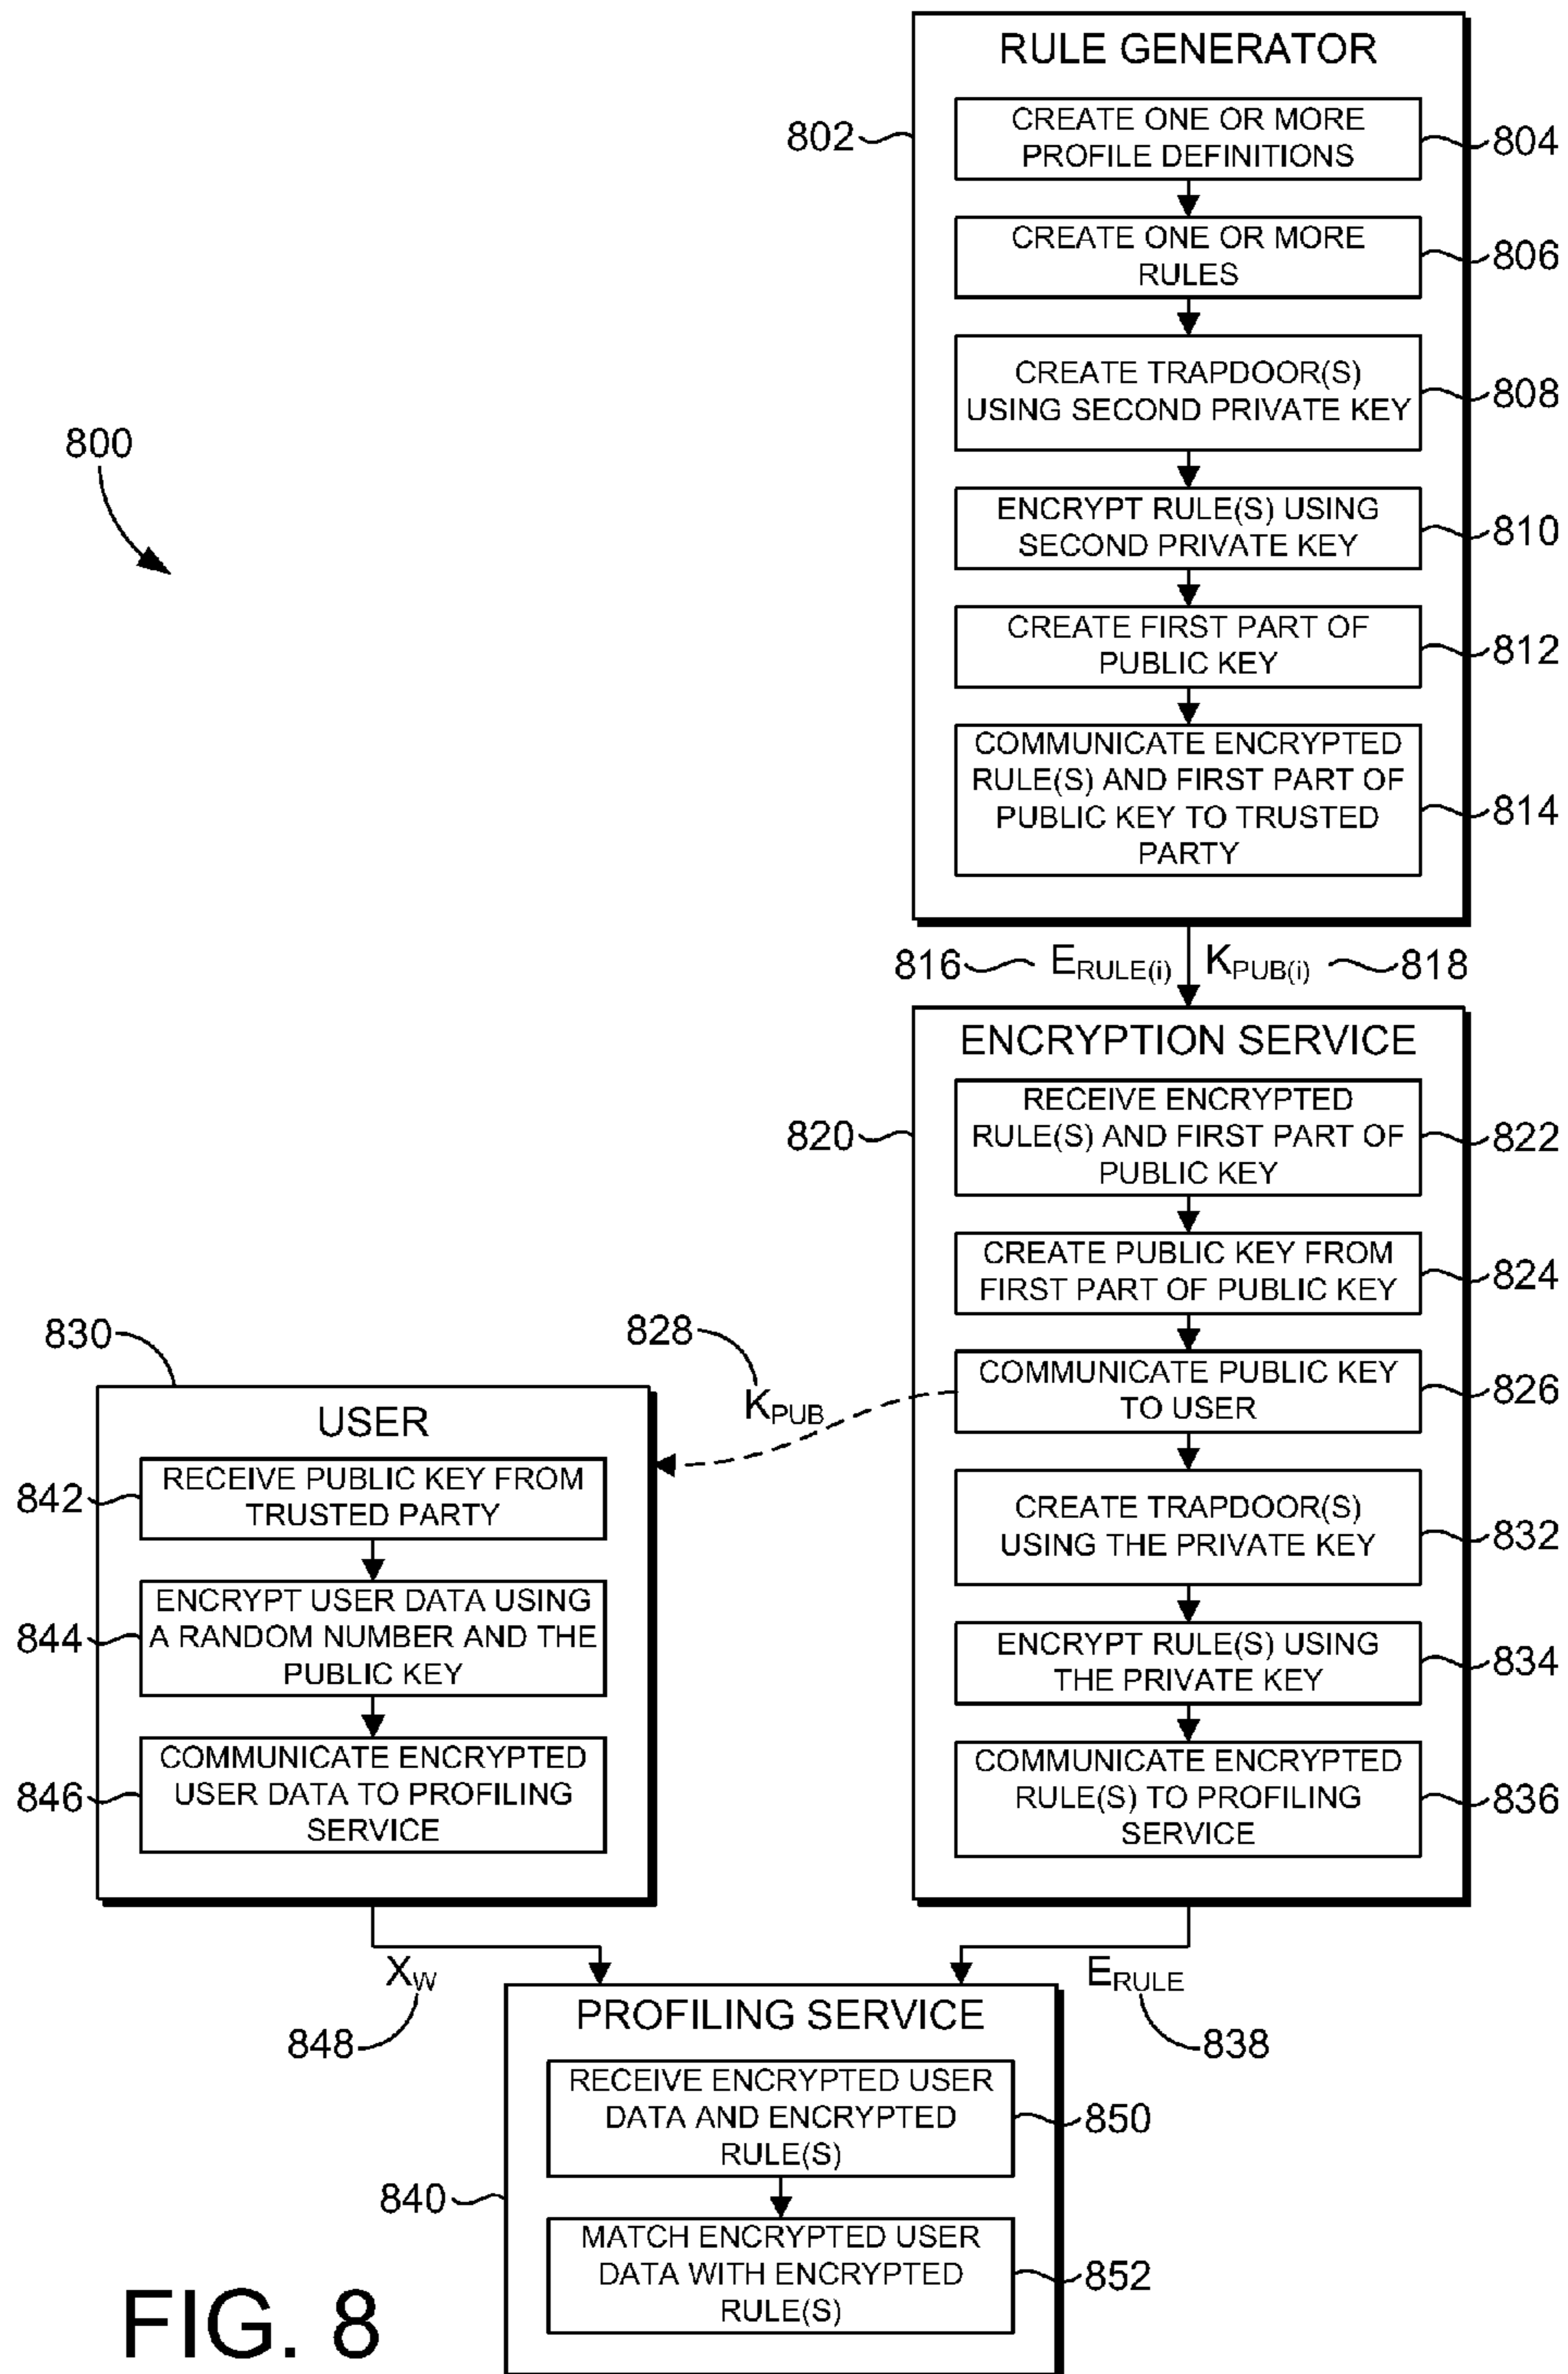 RULE GENERATOR
802
CREATE ONE OR MORE
PROFILE DEFINITIONS
804
CREATE ONE OR MORE
RULES
806
CREATE TRAPDOOR(S)
USING SECOND PRIVATE KEY
808
800
ENCRYPT RULE(S) USING
SECOND PRIVATE KEY
810
CREATE FIRST PART OF
PUBLIC KEY
812
COMMUNICATE ENCRYPTED
RULE(S) AND FIRST PART OF
PUBLIC KEY TO TRUSTED
PARTY
814
816 E_RULE(i) K_PUB(i) 818
ENCRYPTION SERVICE
820
RECEIVE ENCRYPTED
RULE(S) AND FIRST PART OF
PUBLIC KEY
822
CREATE PUBLIC KEY FROM
FIRST PART OF PUBLIC KEY
824
COMMUNICATE PUBLIC KEY
TO USER
826
828
K_PUB
CREATE TRAPDOOR(S)
USING THE PRIVATE KEY
832
ENCRYPT RULE(S) USING
THE PRIVATE KEY
834
COMMUNICATE ENCRYPTED
RULE(S) TO PROFILING
SERVICE
836
830
USER
842
RECEIVE PUBLIC KEY FROM
TRUSTED PARTY
844
ENCRYPT USER DATA USING
A RANDOM NUMBER AND THE
PUBLIC KEY
846
COMMUNICATE ENCRYPTED
USER DATA TO PROFILING
SERVICE
X_W
848
E_RULE
838
PROFILING SERVICE
840
RECEIVE ENCRYPTED USER
DATA AND ENCRYPTED
RULE(S)
850
MATCH ENCRYPTED USER
DATA WITH ENCRYPTED
RULE(S)
852
FIG. 8